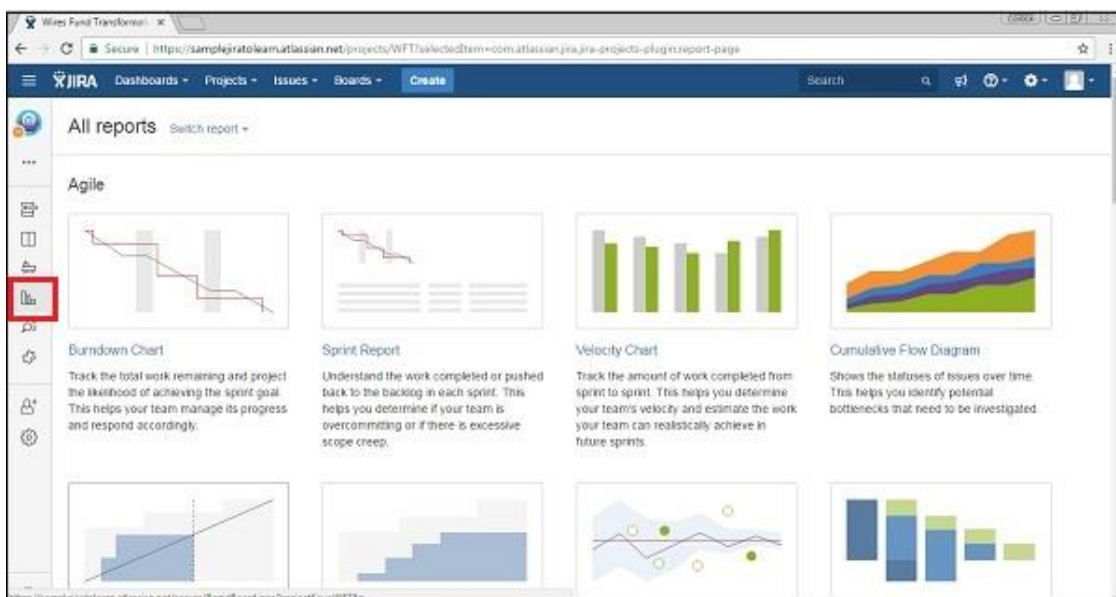 Wires Fund Transformati
Secure | https://samplejiratolearn.atlassian.net/projects/WFT?selectedItem=com.atlassian.jira.jira-projects-plugin:report-page
JIRA Dashboards Projects Issues Boards Create Search
All reports Switch report
Agile
Burndown Chart
Track the total work remaining and project
the likelihood of achieving the sprint goal.
This helps your team manage its progress
and respond accordingly.
Sprint Report
Understand the work completed or pushed
back to the backlog in each sprint. This
helps you determine if your team is
overcommitting or if there is excessive
scope creep.
Velocity Chart
Track the amount of work completed from
sprint to sprint. This helps you determine
your team's velocity and estimate the work
your team can realistically achieve in
future sprints.
Cumulative Flow Diagram
Shows the statuses of issues over time.
This helps you identify potential
bottlenecks that need to be investigated.